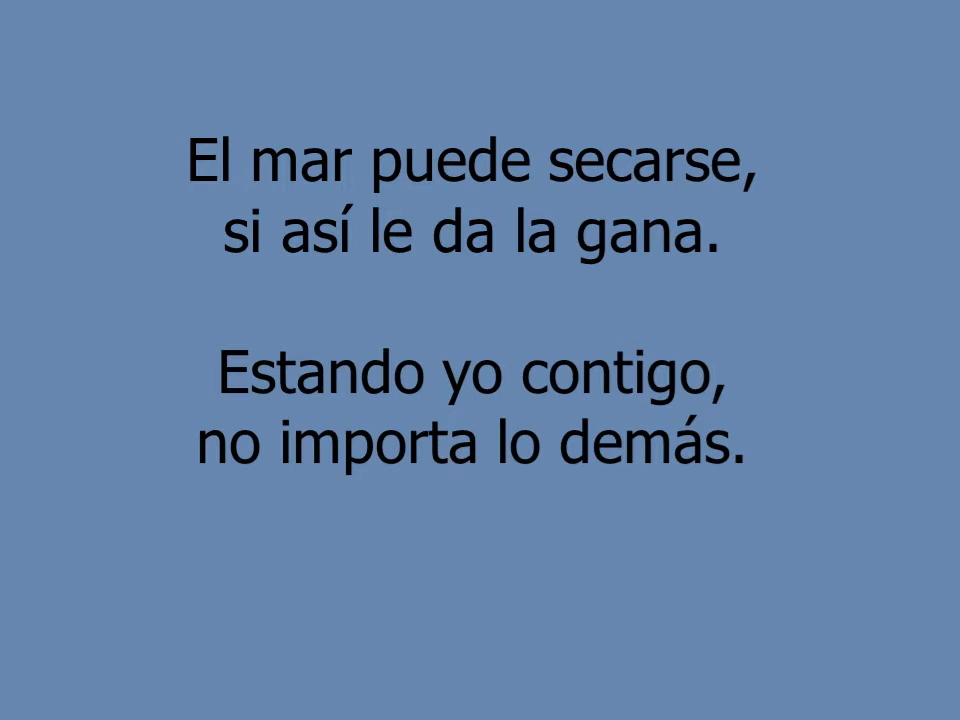 El mar puede secarse,
si así le da la gana.
Estando yo contigo,
no importa lo demás.